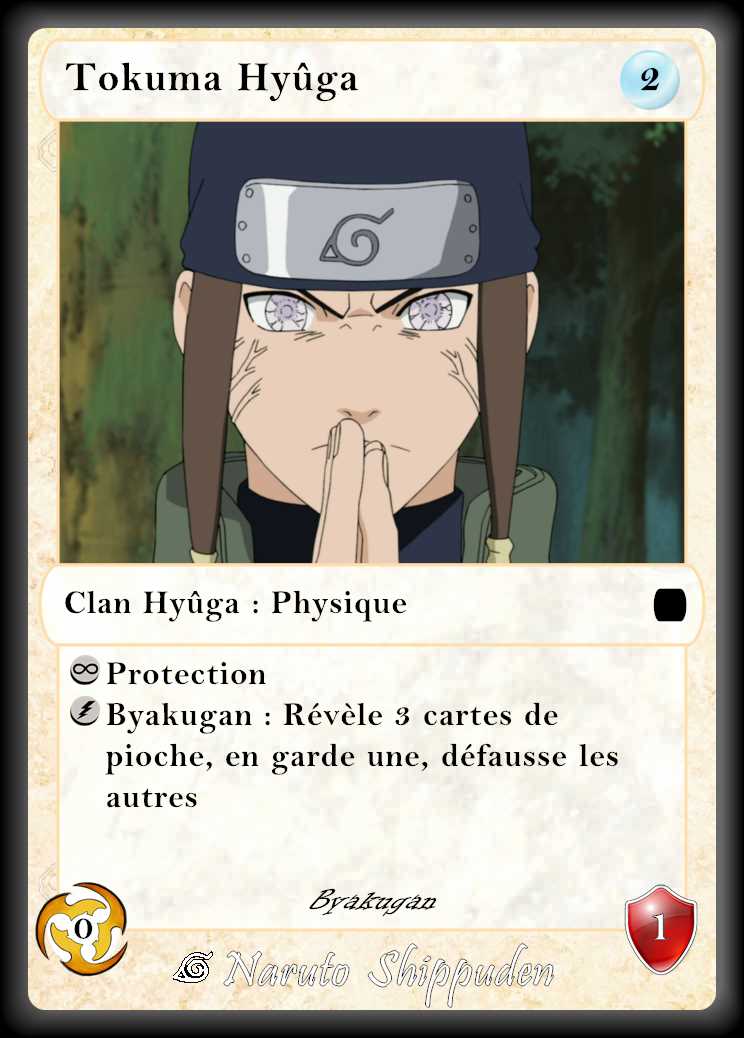 Tokuma Hyûga
2
Clan Hyûga : Physique
Protection
Byakugan : Révèle 3 cartes de
pioche, en garde une, défausse les
autres
Byakugan
0
1
Naruto Shippuden